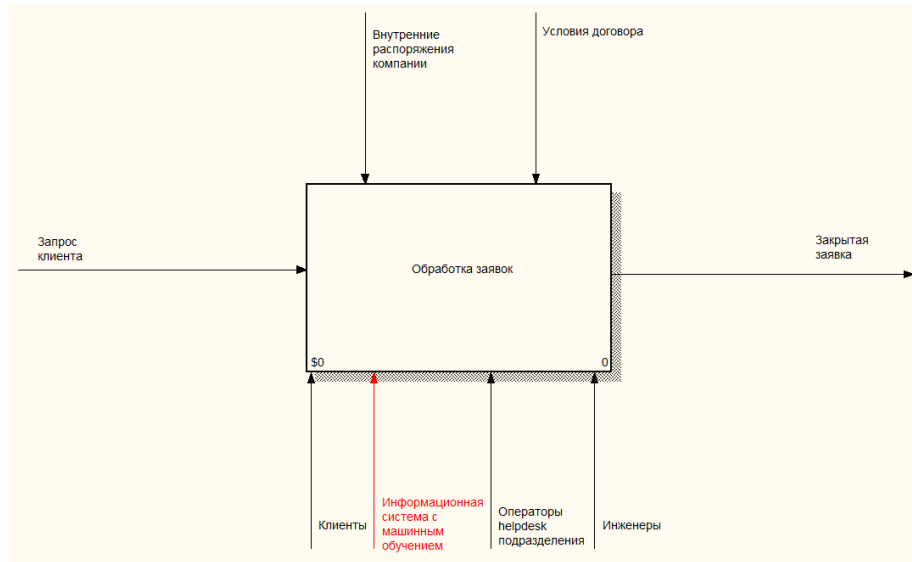 Внутренние
распоряжения
компании
Условия договора
Запрос
клиента
Обработка заявок
Закрытая
заявка
$0
0
Клиенты
Информационная
система с
машинным
обучением
Операторы
helpdesk
подразделения
Инженеры